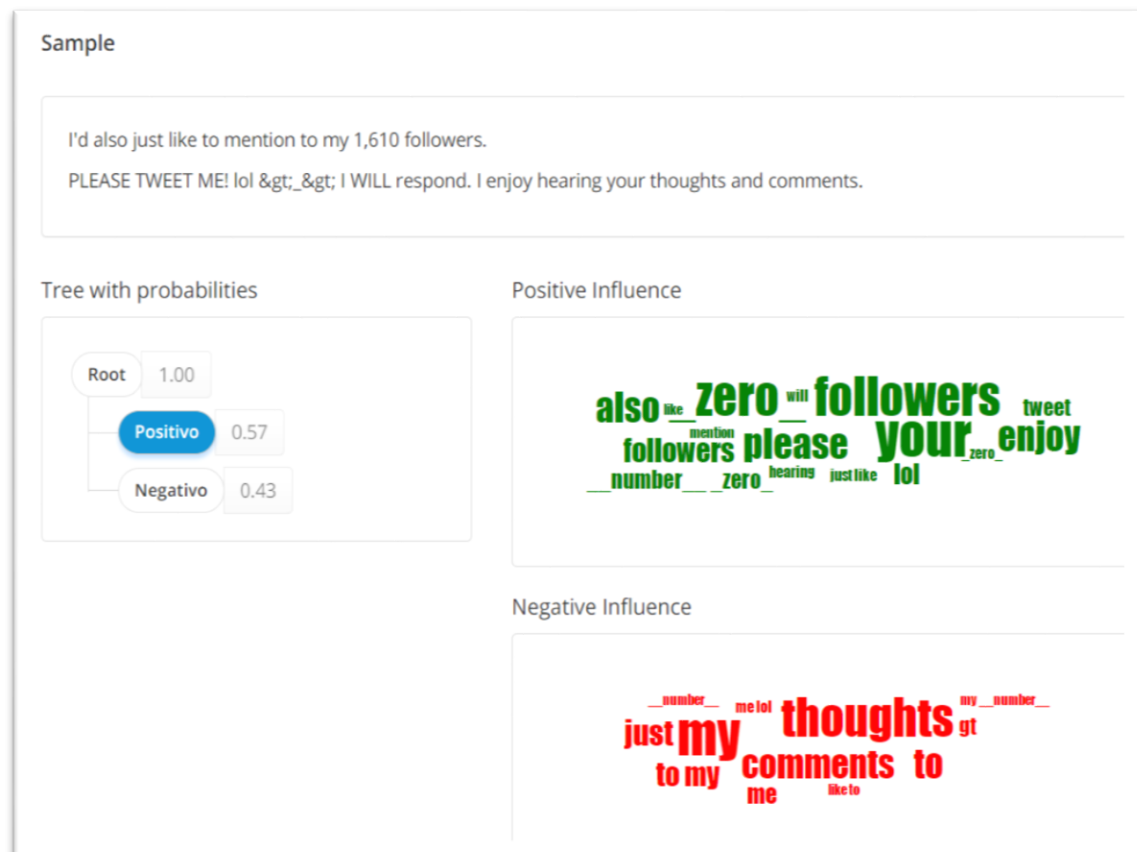 Sample
I'd also just like to mention to my 1,610 followers.
PLEASE TWEET ME! lol &gt;_&gt; I WILL respond. I enjoy hearing your thoughts and comments.
Tree with probabilities
Root 1.00
Positivo 0.57
Negativo 0.43
Positive Influence
also like __zero__ will followers tweet
followers mention please your _zero_ enjoy
__number__ _zero_ hearing just like lol
Negative Influence
__number__ me lol thoughts my __number__
just my gt
to my comments to
me like to